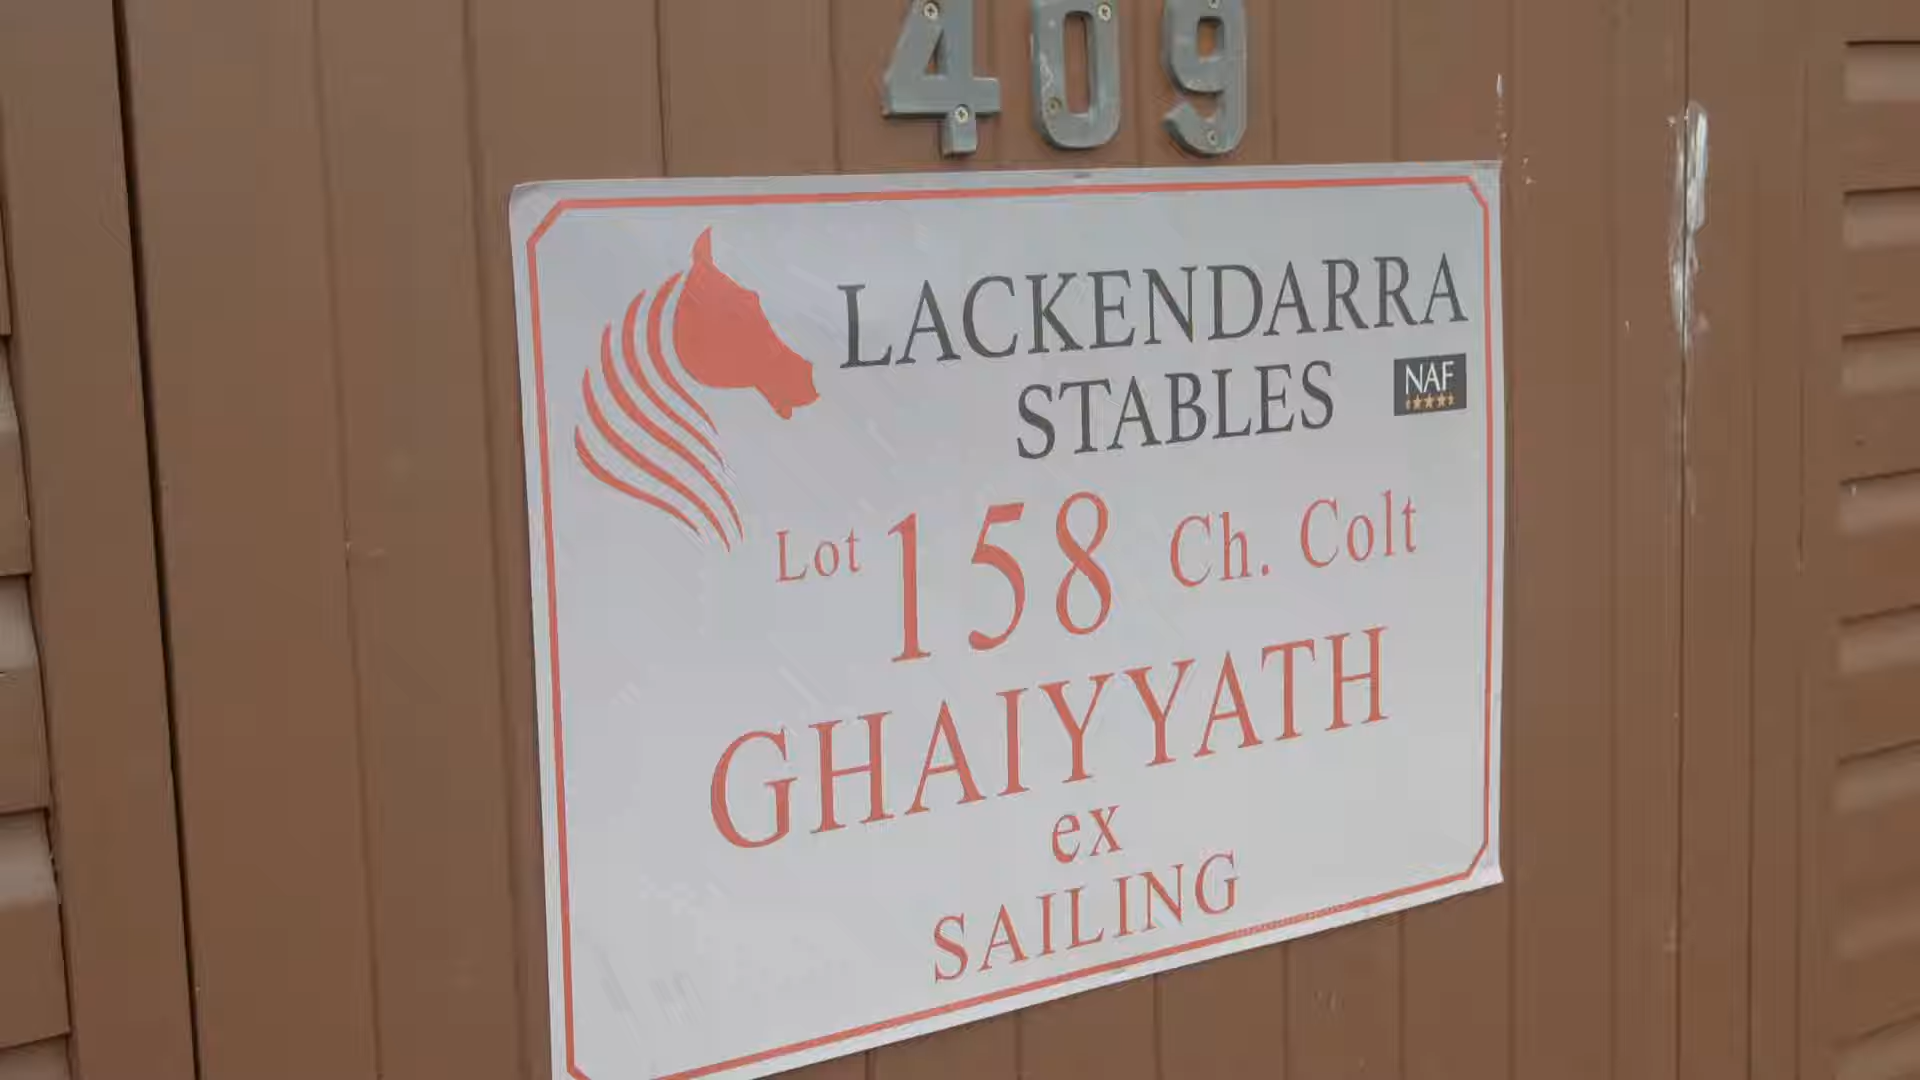 409
LACKENDARRA
STABLES
NAF
Lot 158 Ch. Colt
GHAIYYATH
ex
SAILING